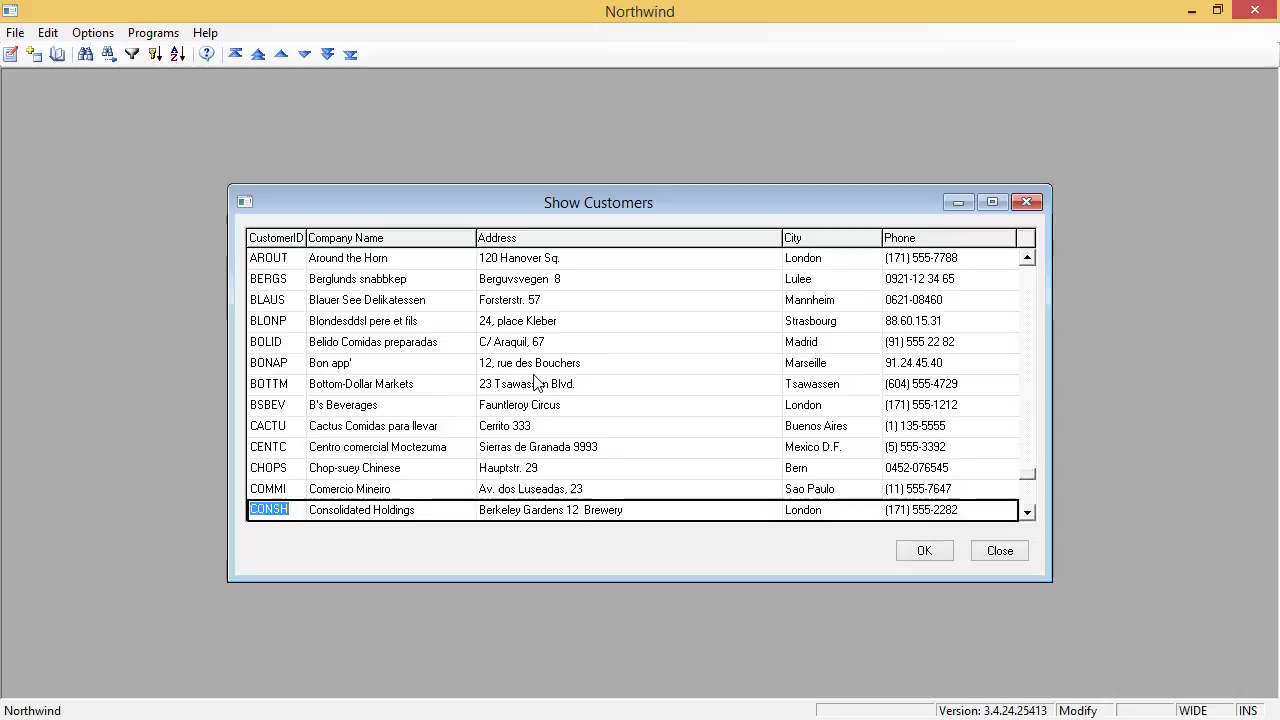 Northwind
File Edit Options Programs Help
Show Customers
CustomerID Company Name Address City Phone
AROUT Around the Horn 120 Hanover Sq. London (171) 555-7788
BERGS Berglunds snabbkep Berguvsvegen 8 Lulee 0921-12 34 65
BLAUS Blauer See Delikatessen Forsterstr. 57 Mannheim 0621-08460
BLONP Blondesddsl pere et fils 24, place Kleber Strasbourg 88.60.15.31
BOLID Belido Comidas preparadas C/ Araquil, 67 Madrid (91) 555 22 82
BONAP Bon app' 12, rue des Bouchers Marseille 91.24.45.40
BOTTM Bottom-Dollar Markets 23 Tsawassen Blvd. Tsawassen (604) 555-4729
BSBEV B's Beverages Fauntleroy Circus London (171) 555-1212
CACTU Cactus Comidas para llevar Cerrito 333 Buenos Aires (1) 135-5555
CENTC Centro comercial Moctezuma Sierras de Granada 9993 Mexico D.F. (5) 555-3392
CHOPS Chop-suey Chinese Hauptstr. 29 Bern 0452-076545
COMMI Comercio Mineiro Av. dos Luseadas, 23 Sao Paulo (11) 555-7647
CONSH Consolidated Holdings Berkeley Gardens 12 Brewery London (171) 555-2282
OK Close
Northwind Version: 3.4.24.25413 Modify WIDE INS